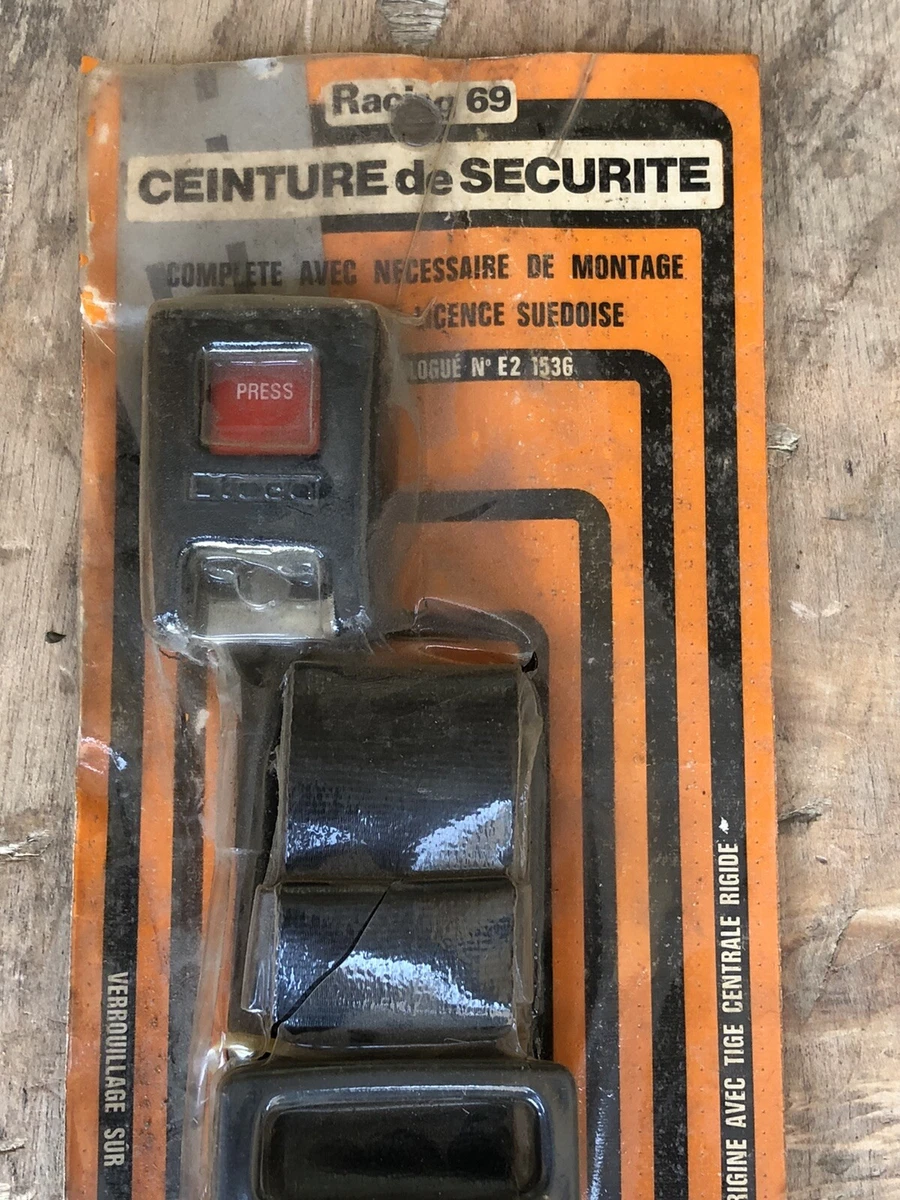 Racing 69
CEINTURE de SECURITE
COMPLETE AVEC NECESSAIRE DE MONTAGE
LICENCE SUEDOISE
LOGUÉ N° E2 1536
PRESS
VERROUILLAGE SÛR
RIGINE AVEC TIGE CENTRALE RIGIDE